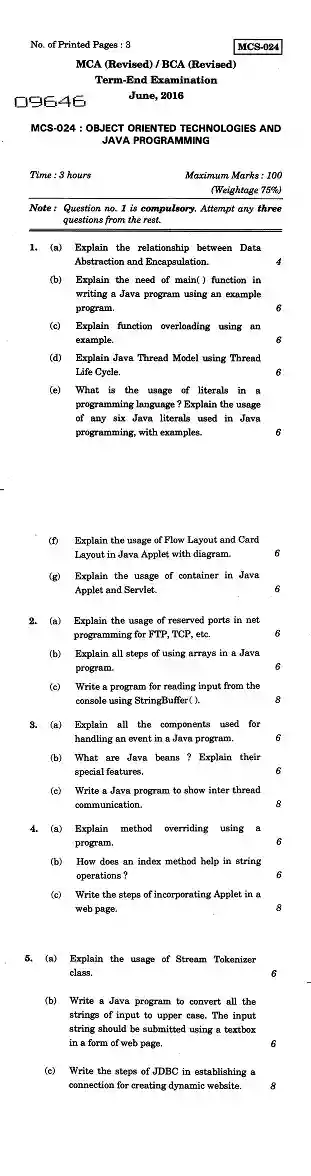 No. of Printed Pages : 3 MCS-024
MCA (Revised) / BCA (Revised)
Term-End Examination
09646 June, 2016
MCS-024 : OBJECT ORIENTED TECHNOLOGIES AND
JAVA PROGRAMMING
Time : 3 hours Maximum Marks : 100
(Weightage 75%)
Note : Question no. 1 is compulsory. Attempt any three
questions from the rest.
1. (a) Explain the relationship between Data
Abstraction and Encapsulation. 4
(b) Explain the need of main( ) function in
writing a Java program using an example
program. 6
(c) Explain function overloading using an
example. 6
(d) Explain Java Thread Model using Thread
Life Cycle. 6
(e) What is the usage of literals in a
programming language ? Explain the usage
of any six Java literals used in Java
programming, with examples. 6
(f) Explain the usage of Flow Layout and Card
Layout in Java Applet with diagram. 6
(g) Explain the usage of container in Java
Applet and Servlet. 6
2. (a) Explain the usage of reserved ports in net
programming for FTP, TCP, etc. 6
(b) Explain all steps of using arrays in a Java
program. 6
(c) Write a program for reading input from the
console using StringBuffer( ). 8
3. (a) Explain all the components used for
handling an event in a Java program. 6
(b) What are Java beans ? Explain their
special features. 6
(c) Write a Java program to show inter thread
communication. 8
4. (a) Explain method overriding using a
program. 6
(b) How does an index method help in string
operations ? 6
(c) Write the steps of incorporating Applet in a
web page. 8
5. (a) Explain the usage of Stream Tokenizer
class. 6
(b) Write a Java program to convert all the
strings of input to upper case. The input
string should be submitted using a textbox
in a form of web page. 6
(c) Write the steps of JDBC in establishing a
connection for creating dynamic website. 8